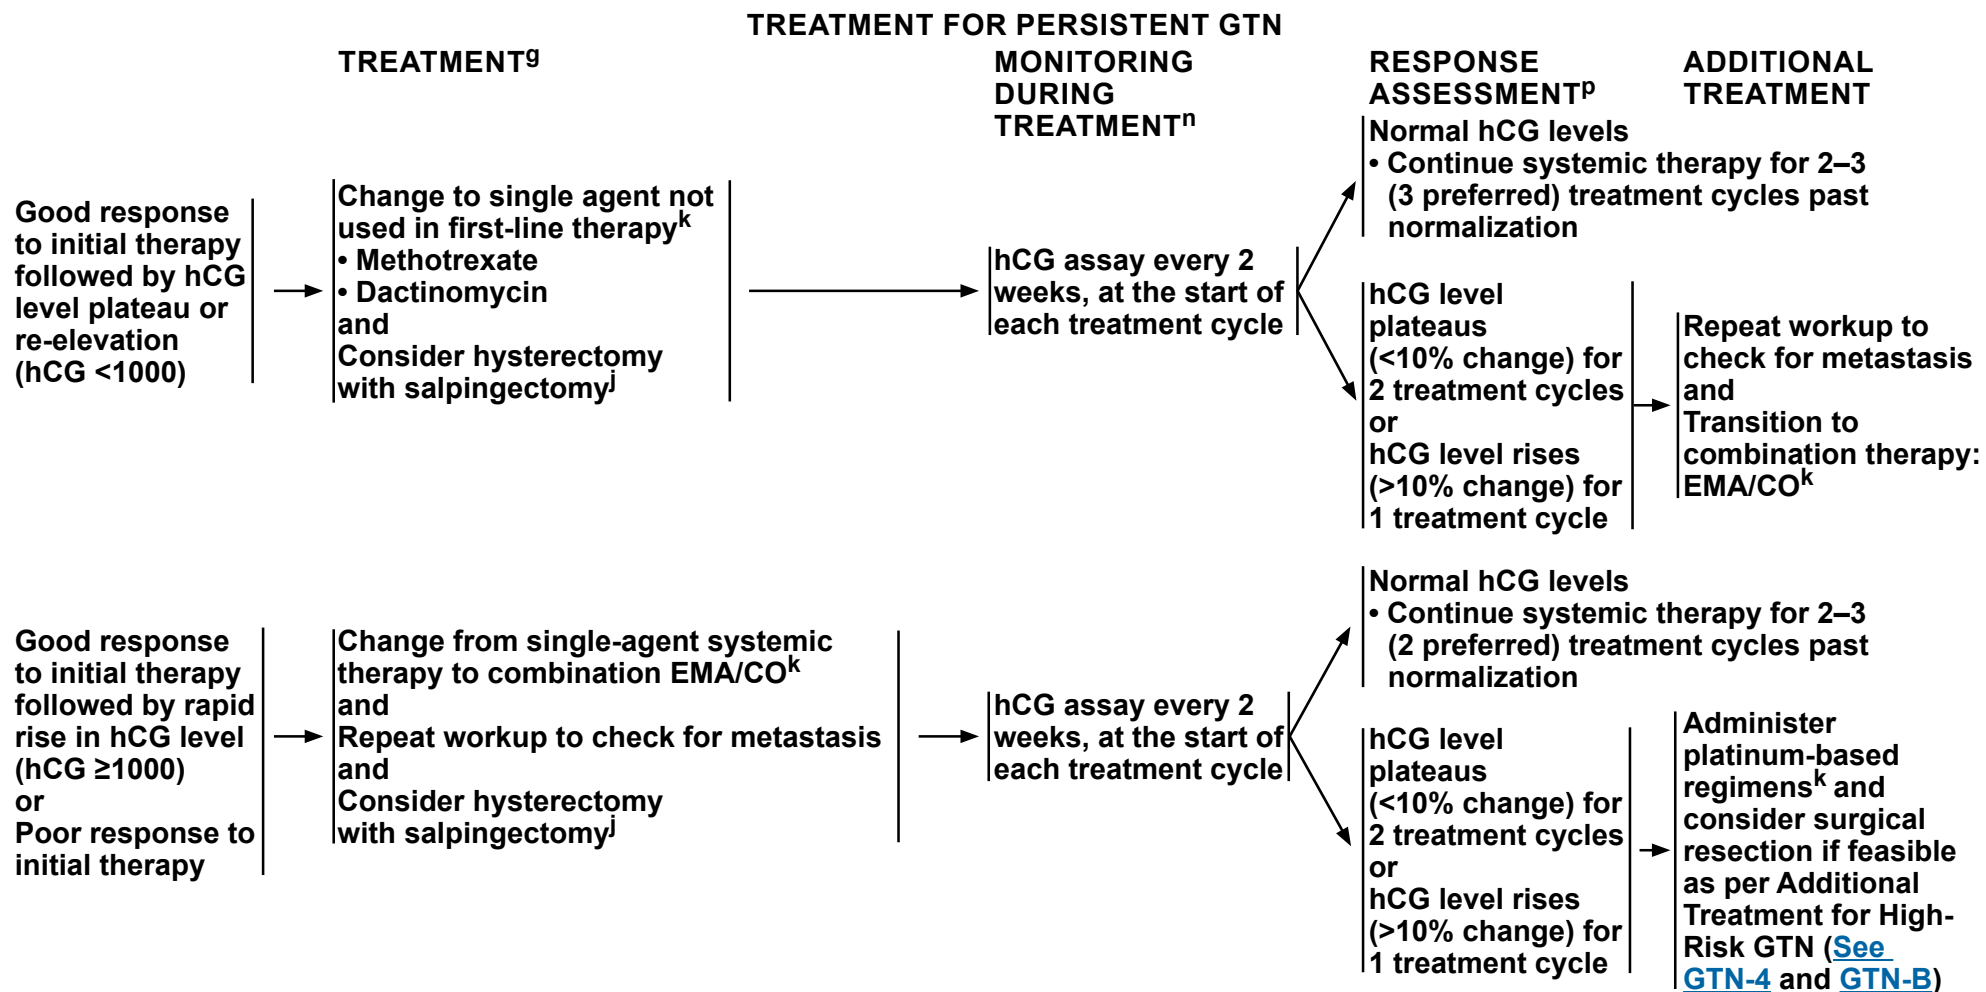 TREATMENT FOR PERSISTENT GTN
TREATMENTg
MONITORING
DURING
TREATMENTn
RESPONSE
ASSESSMENTp
ADDITIONAL
TREATMENT
Good response
to initial therapy
followed by hCG
level plateau or
re-elevation
(hCG <1000)
Change to single agent not
used in first-line therapyk
• Methotrexate
• Dactinomycin
and
Consider hysterectomy
with salpingectomyj
hCG assay every 2
weeks, at the start of
each treatment cycle
Normal hCG levels
• Continue systemic therapy for 2–3
(3 preferred) treatment cycles past
normalization
hCG level
plateaus
(<10% change) for
2 treatment cycles
or
hCG level rises
(>10% change) for
1 treatment cycle
Repeat workup to
check for metastasis
and
Transition to
combination therapy:
EMA/COk
Good response
to initial therapy
followed by rapid
rise in hCG level
(hCG ≥1000)
or
Poor response to
initial therapy
Change from single-agent systemic
therapy to combination EMA/COk
and
Repeat workup to check for metastasis
and
Consider hysterectomy
with salpingectomyj
hCG assay every 2
weeks, at the start of
each treatment cycle
Normal hCG levels
• Continue systemic therapy for 2–3
(2 preferred) treatment cycles past
normalization
hCG level
plateaus
(<10% change) for
2 treatment cycles
or
hCG level rises
(>10% change) for
1 treatment cycle
Administer
platinum-based
regimensk and
consider surgical
resection if feasible
as per Additional
Treatment for High-
Risk GTN (See
GTN-4 and GTN-B)